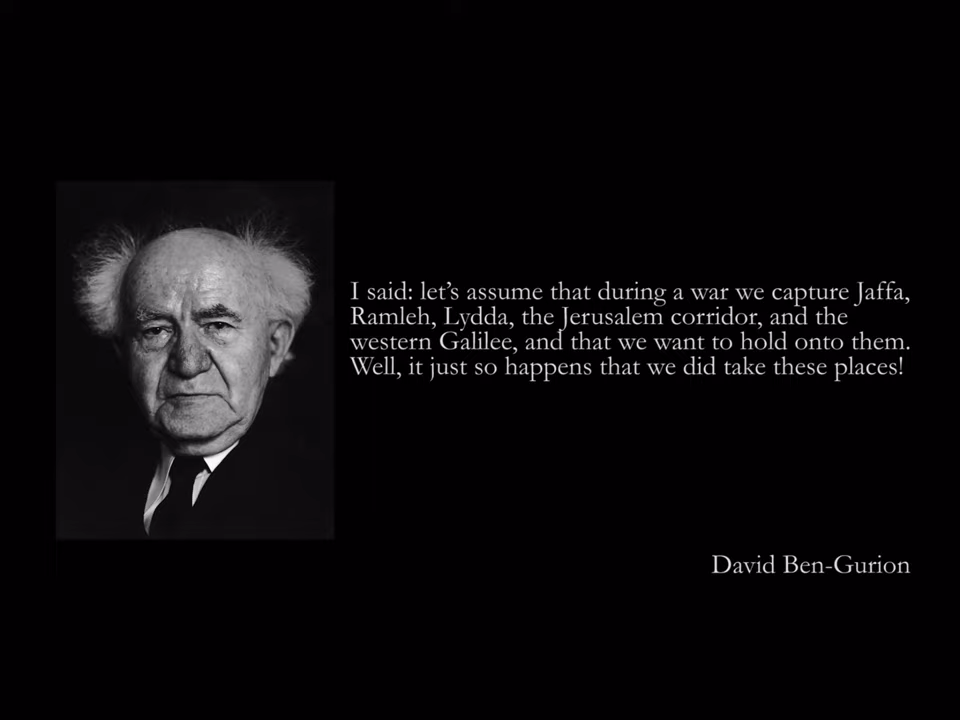 I said: let's assume that during a war we capture Jaffa,
Ramleh, Lydda, the Jerusalem corridor, and the
western Galilee, and that we want to hold onto them.
Well, it just so happens that we did take these places!
David Ben-Gurion